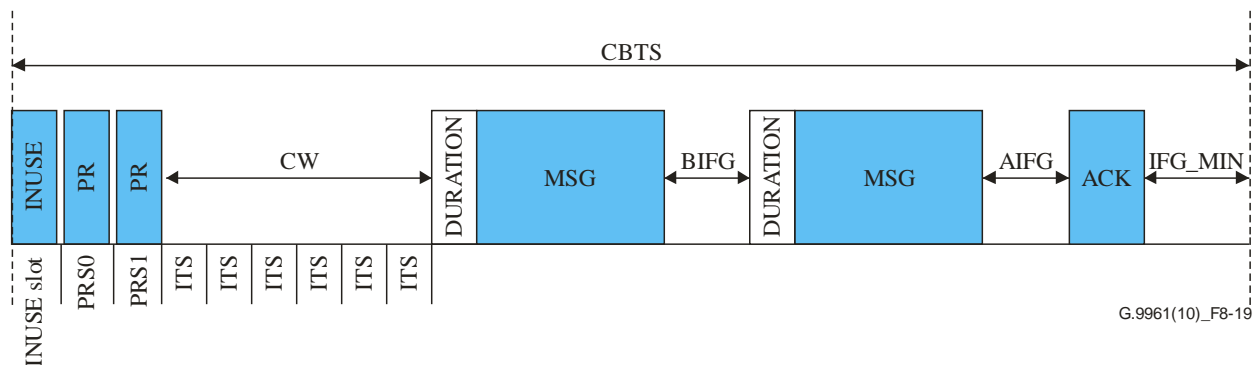 CBTS
INUSE
PR
PR
CW
DURATION
MSG
BIFG
DURATION
MSG
AIFG
ACK
IFG_MIN
INUSE slot
PRS0
PRS1
ITS
ITS
ITS
ITS
ITS
ITS
G.9961(10)_F8-19